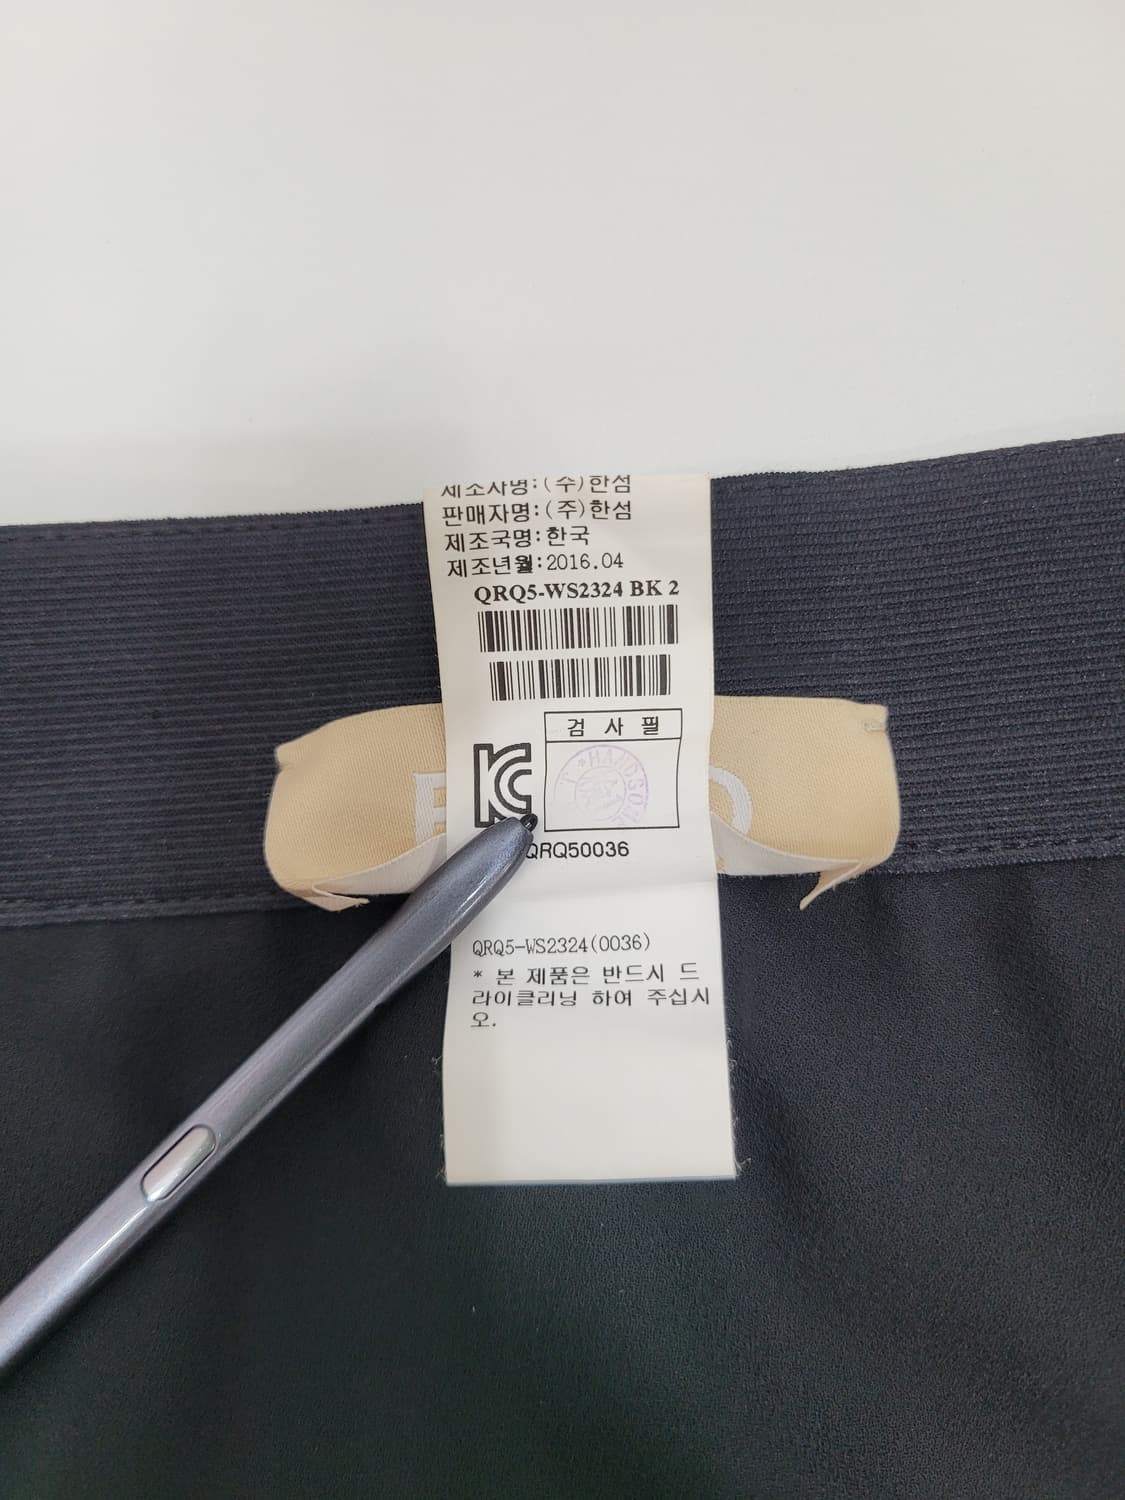 제조자명:(주)한섬
판매자명:(주)한섬
제조국명:한국
제조년월:2016.04
QRQ5-WS2324 BK 2
검 사 필
*HANDSOME
QRQ50036
QRQ5-WS2324(0036)
* 본 제품은 반드시 드
라이클리닝 하여 주십시
오.